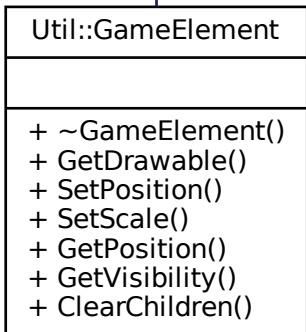 Util::GameElement
+ ~GameElement()
+ GetDrawable()
+ SetPosition()
+ SetScale()
+ GetPosition()
+ GetVisibility()
+ ClearChildren()